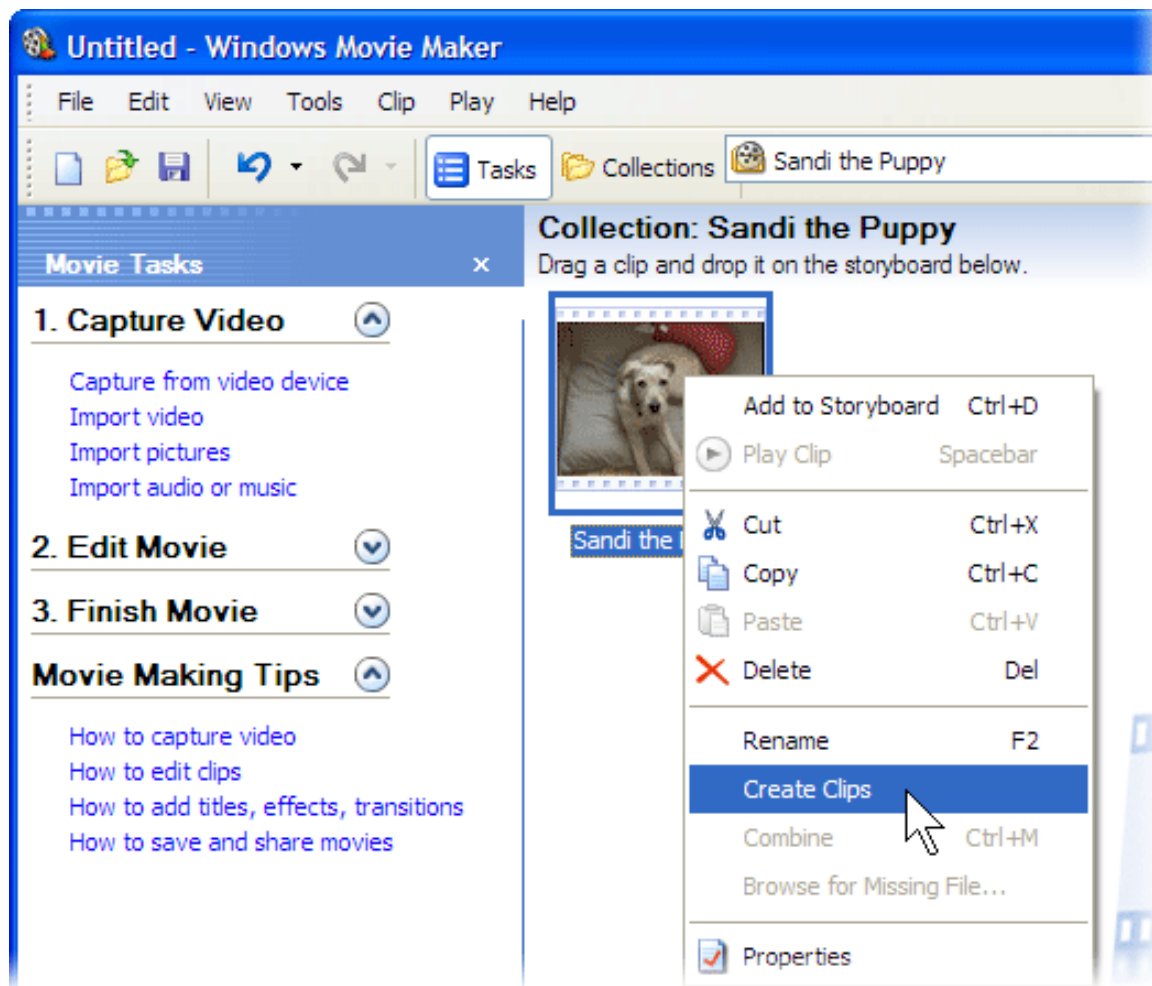 Untitled - Windows Movie Maker
File Edit View Tools Clip Play Help
Tasks Collections Sandi the Puppy
Movie Tasks
1. Capture Video
Capture from video device
Import video
Import pictures
Import audio or music
2. Edit Movie
3. Finish Movie
Movie Making Tips
How to capture video
How to edit clips
How to add titles, effects, transitions
How to save and share movies
Collection: Sandi the Puppy
Drag a clip and drop it on the storyboard below.
Sandi the
Add to Storyboard Ctrl+D
Play Clip Spacebar
Cut Ctrl+X
Copy Ctrl+C
Paste Ctrl+V
Delete Del
Rename F2
Create Clips
Combine Ctrl+M
Browse for Missing File...
Properties